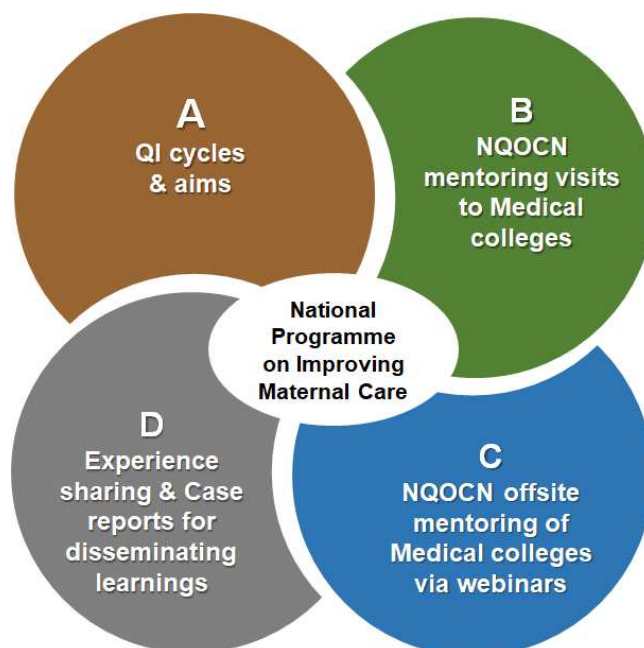 A
QI cycles
& aims
B
NQOCN
mentoring visits
to Medical
colleges
National
Programme
on Improving
Maternal Care
D
Experience
sharing & Case
reports for
disseminating
learnings
C
NQOCN offsite
mentoring of
Medical colleges
via webinars